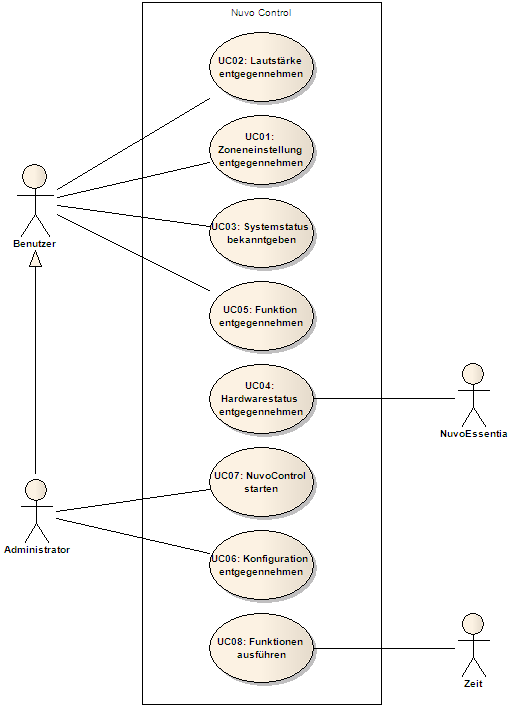 Nuvo Control
UC02: Lautstärke
entgegennehmen
UC01:
Zoneneinstellung
entgegennehmen
Benutzer
UC03: Systemstatus
bekanntgeben
UC05: Funktion
entgegennehmen
UC04:
Hardwarestatus
entgegennehmen
NuvoEssentia
UC07: NuvoControl
starten
Administrator
UC06: Konfiguration
entgegennehmen
UC08: Funktionen
ausführen
Zeit